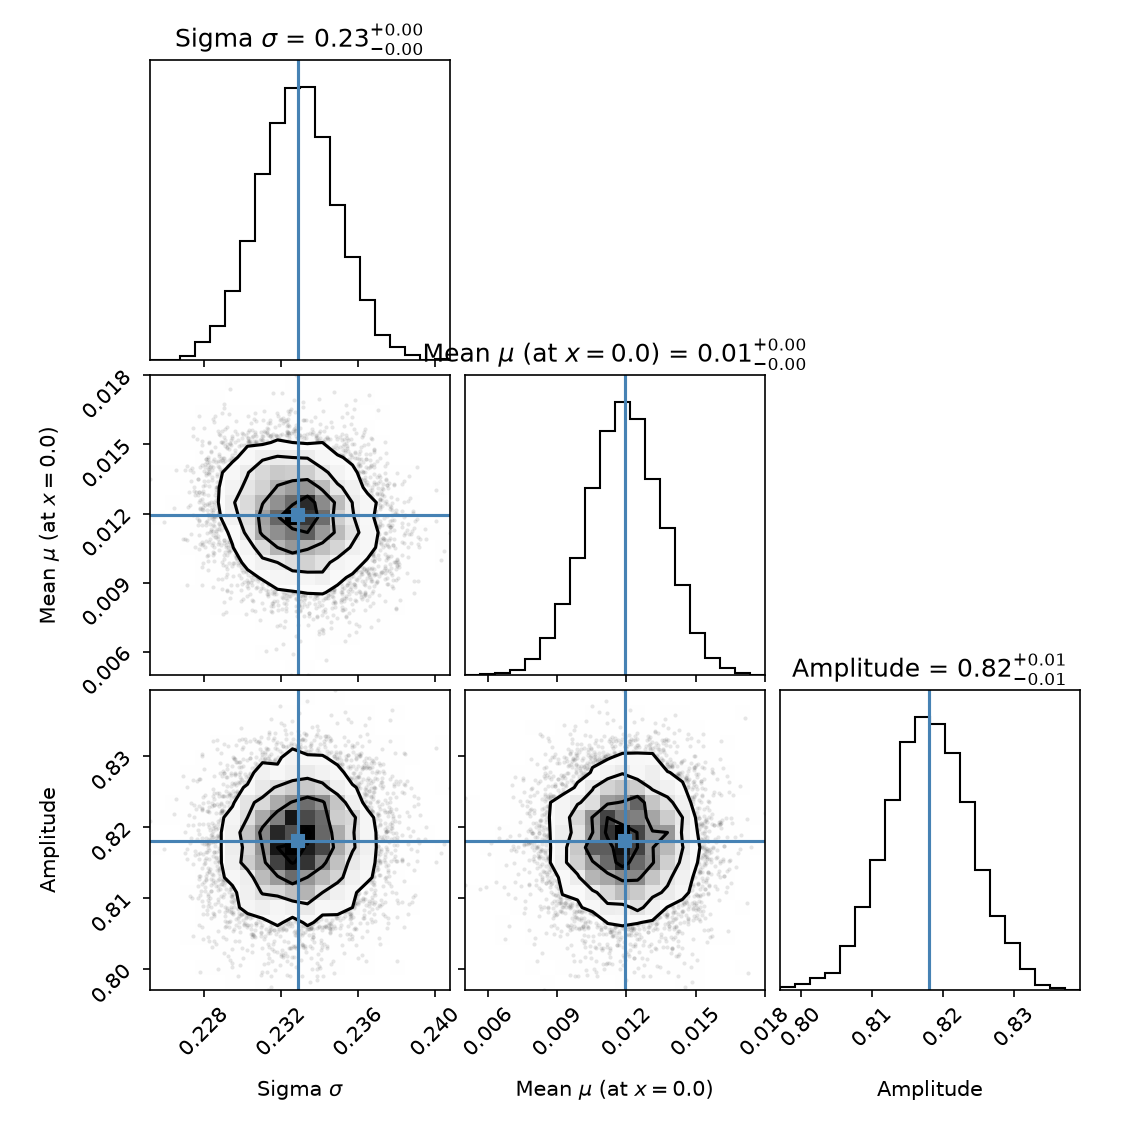 Sigma σ = 0.23+0.00−0.00
Mean μ (at x = 0.0) = 0.01+0.00−0.00
0.018
0.015
0.012
0.009
0.006
Mean μ (at x = 0.0)
Amplitude = 0.82+0.01−0.01
0.83
0.82
0.81
0.80
Amplitude
0.228 0.232 0.236 0.240 0.006 0.009 0.012 0.015 0.018 0.80 0.81 0.82 0.83
Sigma σ Mean μ (at x = 0.0) Amplitude